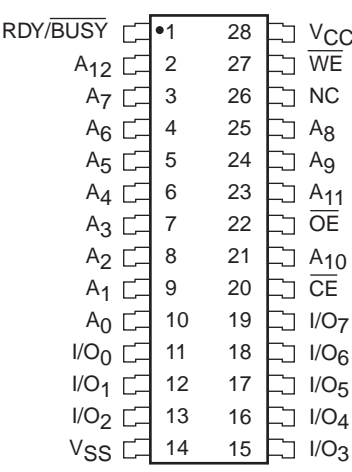 RDY/BUSY •1 28 VCC
A12 2 27 WE
A7 3 26 NC
A6 4 25 A8
A5 5 24 A9
A4 6 23 A11
A3 7 22 OE
A2 8 21 A10
A1 9 20 CE
A0 10 19 I/O7
I/O0 11 18 I/O6
I/O1 12 17 I/O5
I/O2 13 16 I/O4
VSS 14 15 I/O3